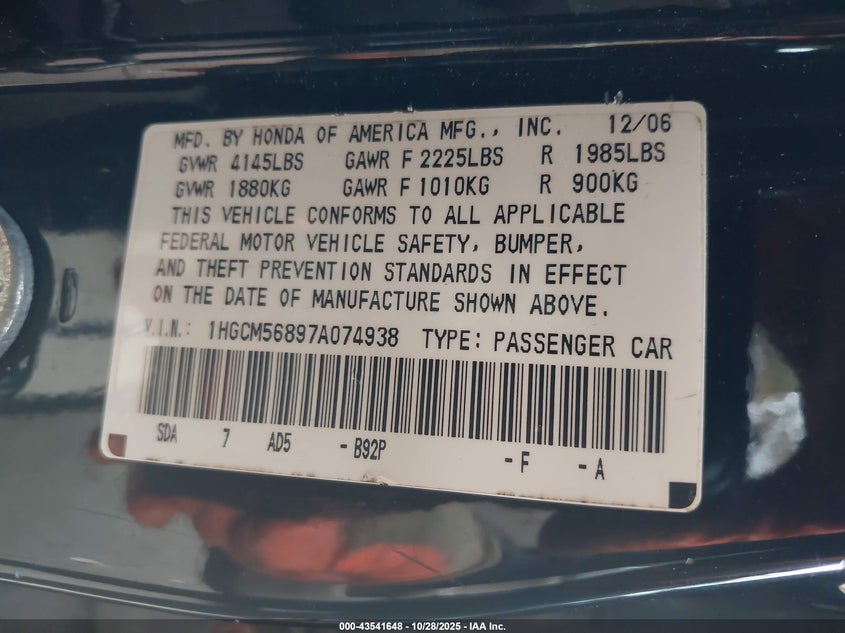 MFD. BY HONDA OF AMERICA MFG., INC. 12/06
GVWR 4145LBS GAWR F 2225LBS R 1985LBS
GVWR 1880KG GAWR F 1010KG R 900KG
THIS VEHICLE CONFORMS TO ALL APPLICABLE
FEDERAL MOTOR VEHICLE SAFETY, BUMPER,
AND THEFT PREVENTION STANDARDS IN EFFECT
ON THE DATE OF MANUFACTURE SHOWN ABOVE.
V.I.N.: 1HGCM56897A074938 TYPE: PASSENGER CAR
SDA 7 AD5 -B92P -F -A
000-43541648 - 10/28/2025 - IAA Inc.